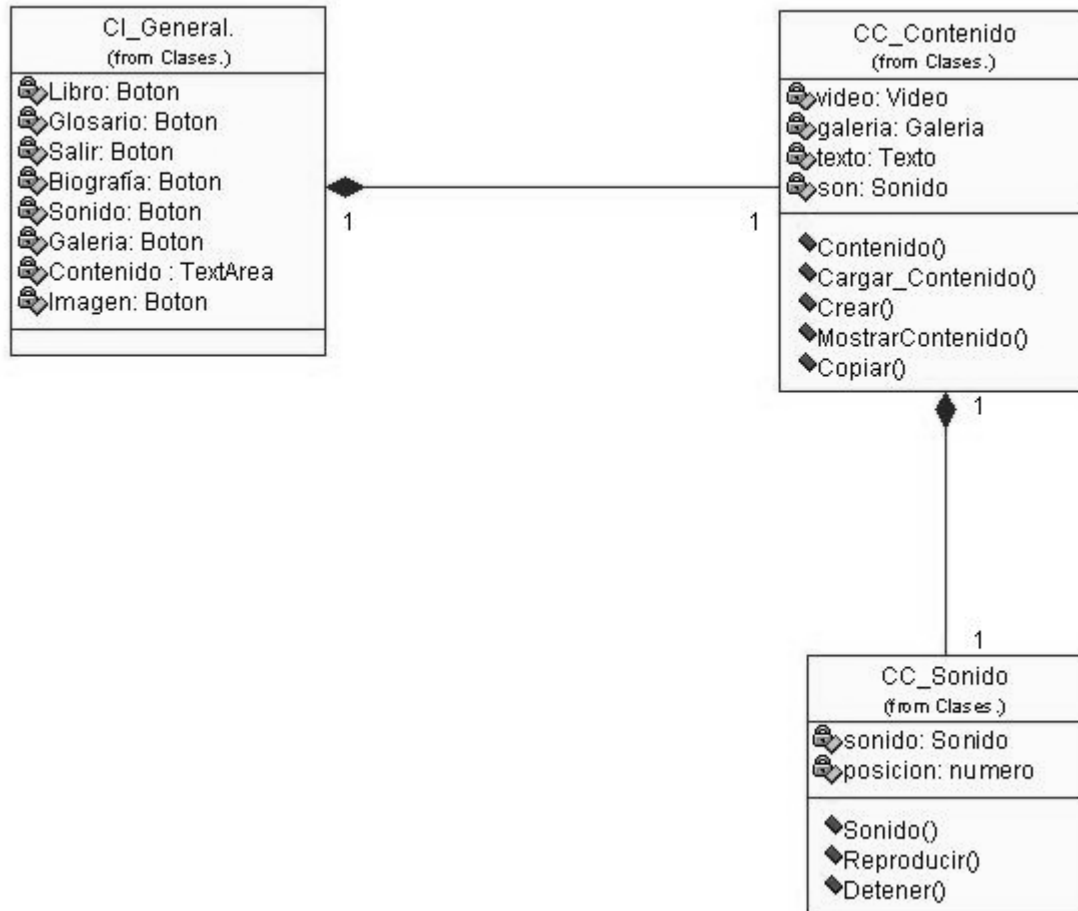 CI_General.
(from Clases.)
Libro: Boton
Glosario: Boton
Salir: Boton
Biografía: Boton
Sonido: Boton
Galeria: Boton
Contenido : TextArea
Imagen: Boton
1
1
CC_Contenido
(from Clases.)
video: Video
galeria: Galeria
texto: Texto
son: Sonido
Contenido()
Cargar_Contenido()
Crear()
MostrarContenido()
Copiar()
1
1
CC_Sonido
(from Clases.)
sonido: Sonido
posicion: numero
Sonido()
Reproducir()
Detener()